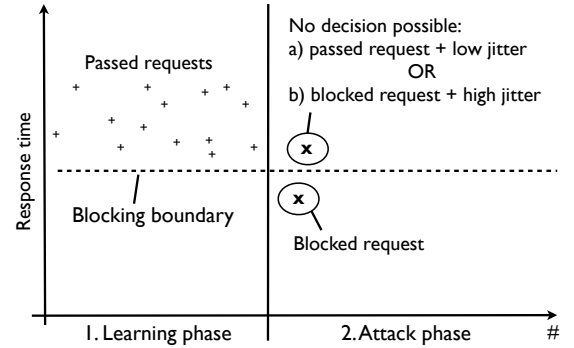 No decision possible:
a) passed request + low jitter
OR
b) blocked request + high jitter
Passed requests
x
x
Blocking boundary
Blocked request
Response time
1. Learning phase
2. Attack phase
#